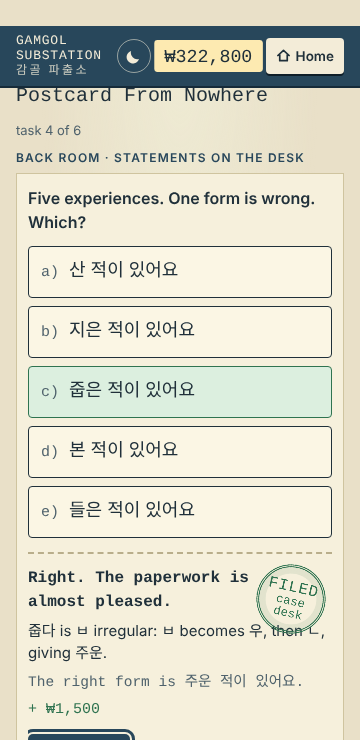 GAMGOL
SUBSTATION
감골 파출소
₩322,800
Home
Postcard From Nowhere
task 4 of 6
BACK ROOM · STATEMENTS ON THE DESK
Five experiences. One form is wrong.
Which?
a) 산 적이 있어요
b) 지은 적이 있어요
c) 줍은 적이 있어요
d) 본 적이 있어요
e) 들은 적이 있어요
Right. The paperwork is
almost pleased.
FILED
case
desk
줍다 is ㅂ irregular: ㅂ becomes 우, then ㄴ,
giving 주운.
The right form is 주운 적이 있어요.
+ ₩1,500